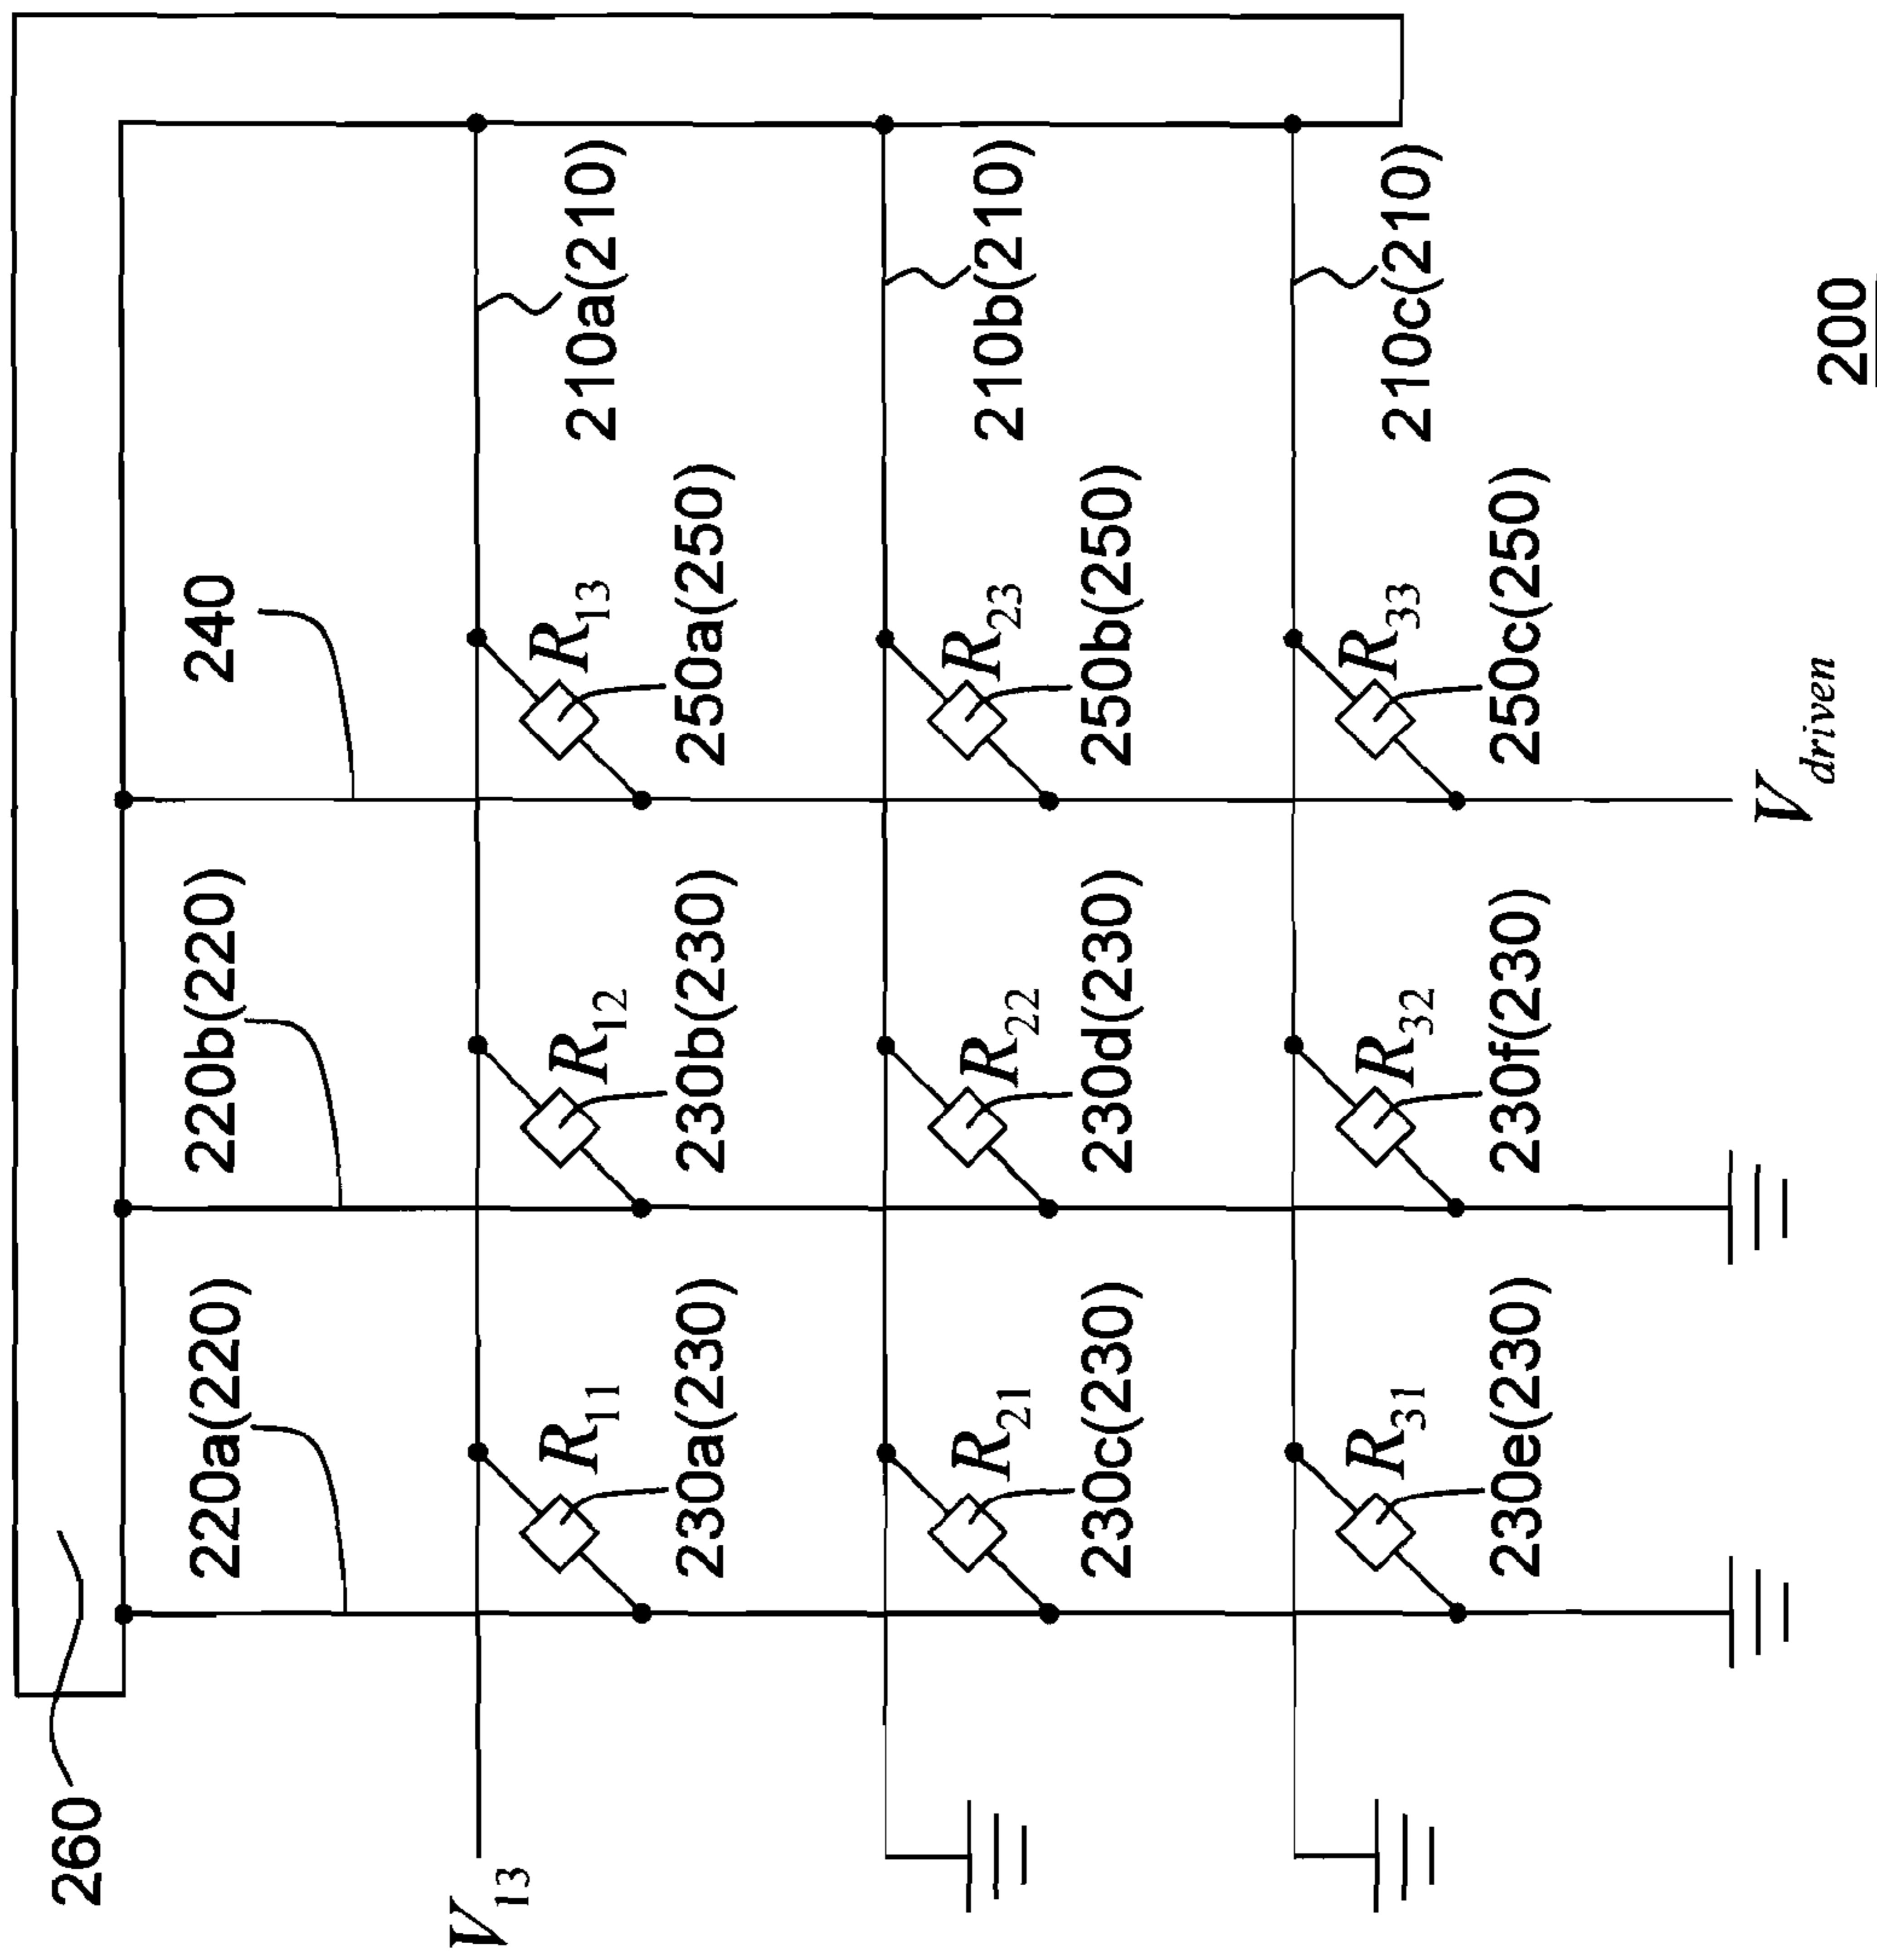 260
220a(220)
220b(220)
240
V13
R11
230a(230)
R12
230b(230)
R13
250a(250)
210a(210)
R21
230c(230)
R22
230d(230)
R23
250b(250)
210b(210)
R31
230e(230)
R32
230f(230)
R33
250c(250)
210c(210)
Vdriven
200